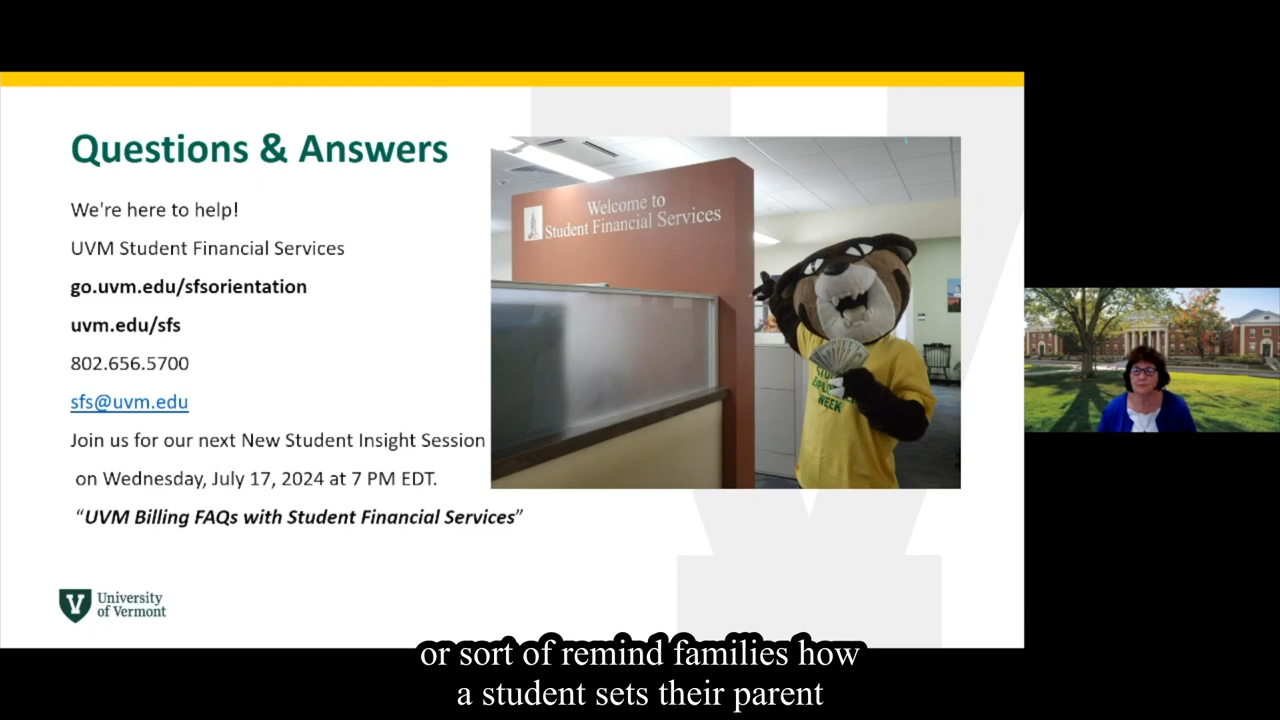 Questions & Answers
We're here to help!
UVM Student Financial Services
go.uvm.edu/sfsorientation
uvm.edu/sfs
802.656.5700
sfs@uvm.edu
Join us for our next New Student Insight Session
on Wednesday, July 17, 2024 at 7 PM EDT.
“UVM Billing FAQs with Student Financial Services”
Welcome to
Student Financial Services
WEEK
University
of Vermont
or sort of remind families how
a student sets their parent